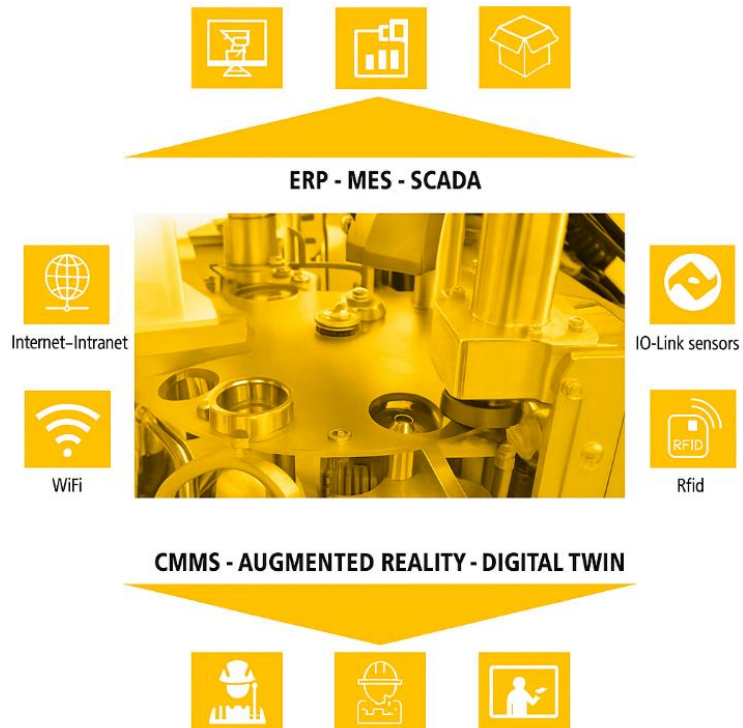 ERP - MES - SCADA
Internet–Intranet
IO-Link sensors
RFID
WiFi
Rfid
CMMS - AUGMENTED REALITY - DIGITAL TWIN